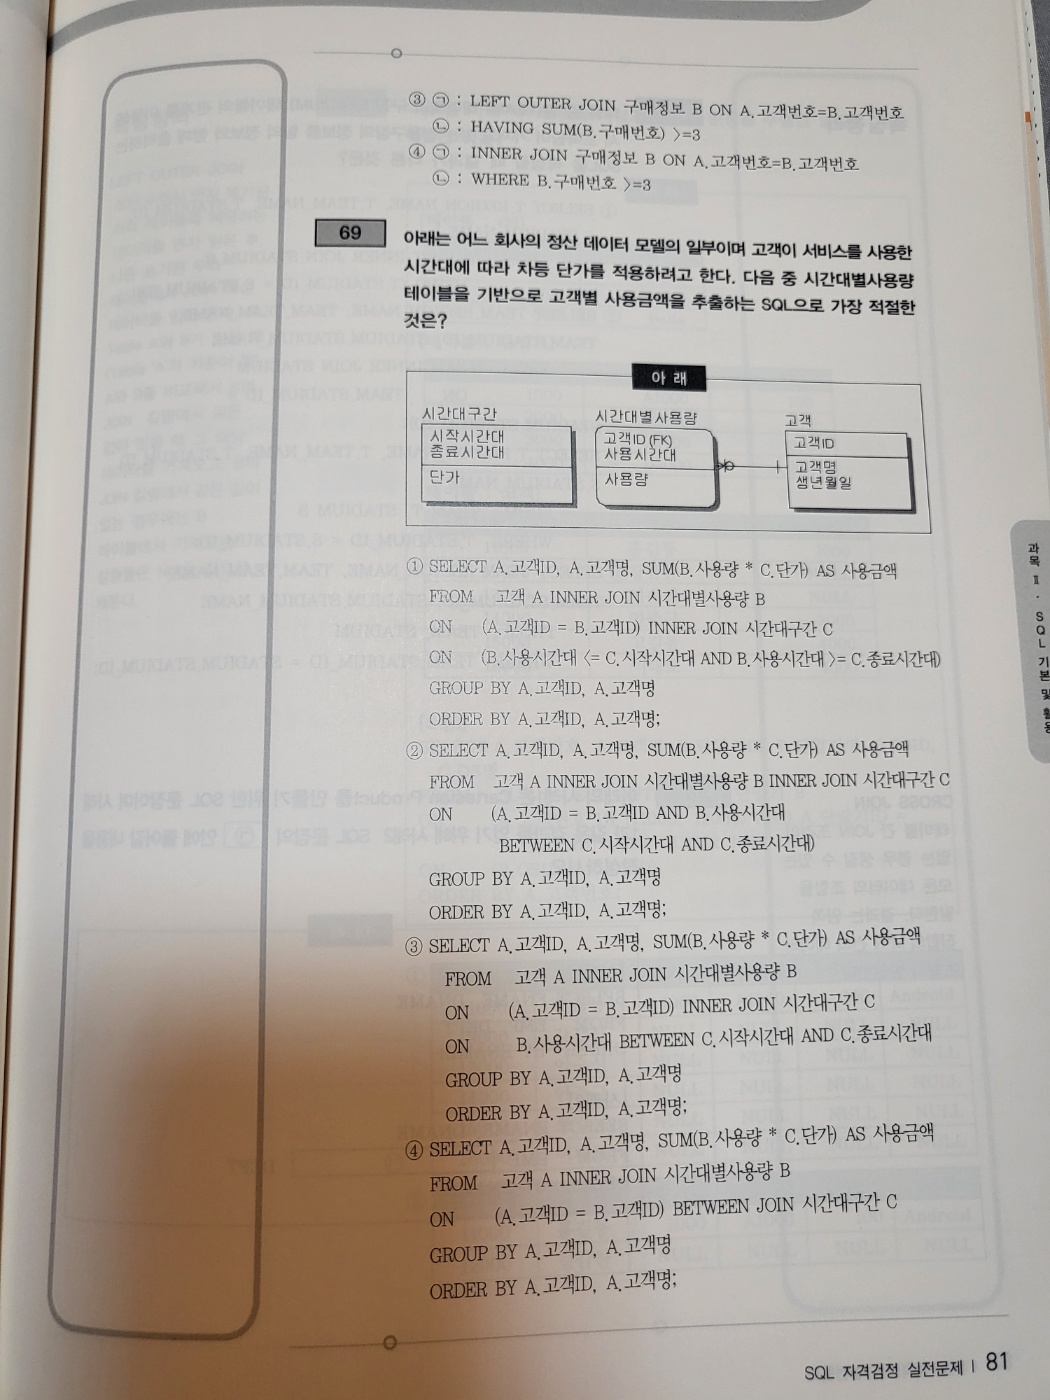 ③ ㉠ : LEFT OUTER JOIN 구매정보 B ON A.고객번호=B.고객번호
㉡ : HAVING SUM(B.구매번호) >=3
④ ㉠ : INNER JOIN 구매정보 B ON A.고객번호=B.고객번호
㉡ : WHERE B.구매번호 >=3
69
아래는 어느 회사의 정산 데이터 모델의 일부이며 고객이 서비스를 사용한
시간대에 따라 차등 단가를 적용하려고 한다. 다음 중 시간대별사용량
테이블을 기반으로 고객별 사용금액을 추출하는 SQL으로 가장 적절한
것은?
아 래
시간대구간
시작시간대
종료시간대
단가
시간대별사용량
고객ID(FK)
사용시간대
사용량
고객
고객ID
고객명
생년월일
① SELECT A.고객ID, A.고객명, SUM(B.사용량 * C.단가) AS 사용금액
FROM 고객 A INNER JOIN 시간대별사용량 B
ON (A.고객ID = B.고객ID) INNER JOIN 시간대구간 C
ON (B.사용시간대 <= C.시작시간대 AND B.사용시간대 >= C.종료시간대)
GROUP BY A.고객ID, A.고객명
ORDER BY A.고객ID, A.고객명;
② SELECT A.고객ID, A.고객명, SUM(B.사용량 * C.단가) AS 사용금액
FROM 고객 A INNER JOIN 시간대별사용량 B INNER JOIN 시간대구간 C
ON (A.고객ID = B.고객ID AND B.사용시간대
BETWEEN C.시작시간대 AND C.종료시간대)
GROUP BY A.고객ID, A.고객명
ORDER BY A.고객ID, A.고객명;
③ SELECT A.고객ID, A.고객명, SUM(B.사용량 * C.단가) AS 사용금액
FROM 고객 A INNER JOIN 시간대별사용량 B
ON (A.고객ID = B.고객ID) INNER JOIN 시간대구간 C
ON B.사용시간대 BETWEEN C.시작시간대 AND C.종료시간대
GROUP BY A.고객ID, A.고객명
ORDER BY A.고객ID, A.고객명;
④ SELECT A.고객ID, A.고객명, SUM(B.사용량 * C.단가) AS 사용금액
FROM 고객 A INNER JOIN 시간대별사용량 B
ON (A.고객ID = B.고객ID) BETWEEN JOIN 시간대구간 C
GROUP BY A.고객ID, A.고객명
ORDER BY A.고객ID, A.고객명;
과목 Ⅱ. SQL 기본 및 활용
SQL 자격검정 실전문제 | 81